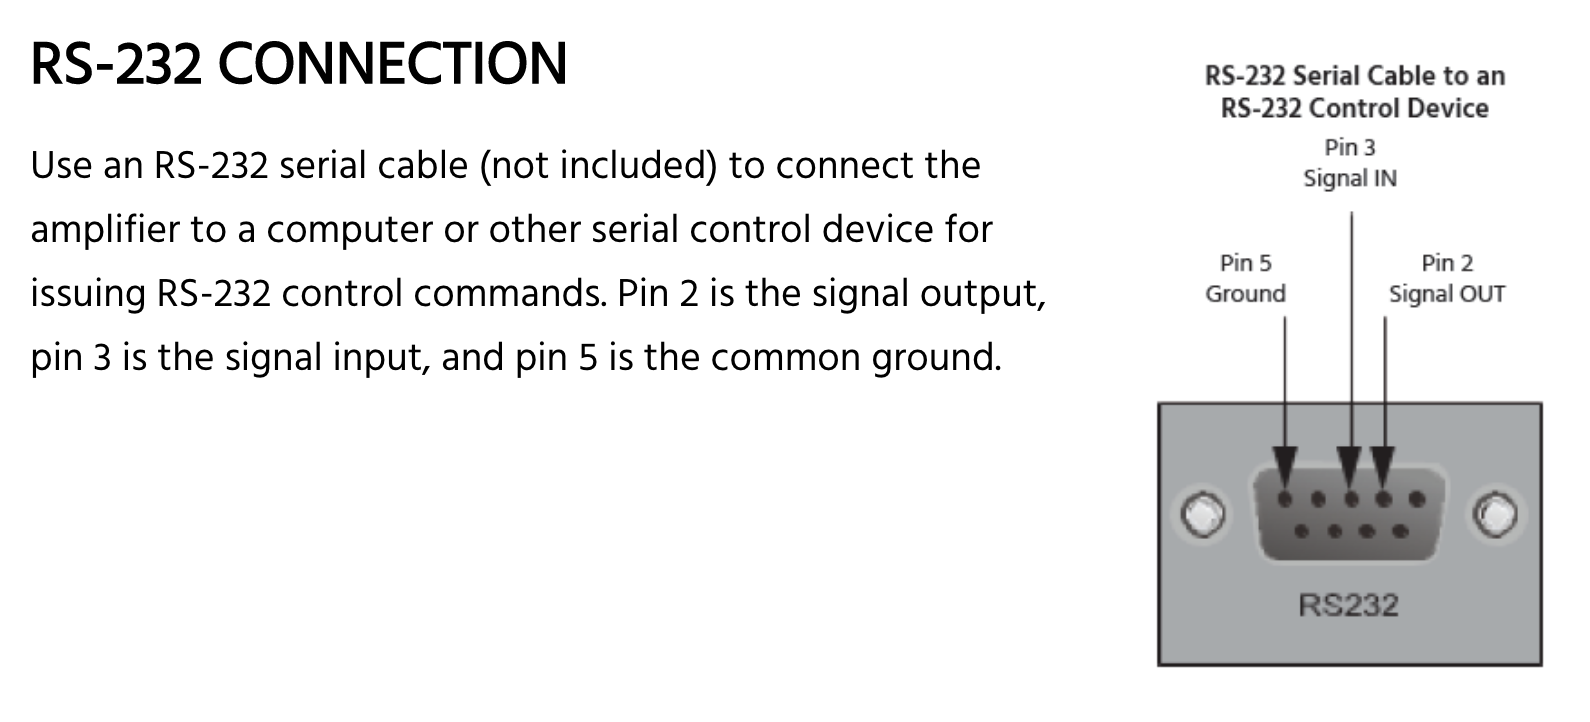 RS-232 CONNECTION
Use an RS-232 serial cable (not included) to connect the
amplifier to a computer or other serial control device for
issuing RS-232 control commands. Pin 2 is the signal output,
pin 3 is the signal input, and pin 5 is the common ground.
RS-232 Serial Cable to an
RS-232 Control Device
Pin 3
Signal IN
Pin 5
Ground
Pin 2
Signal OUT
RS232